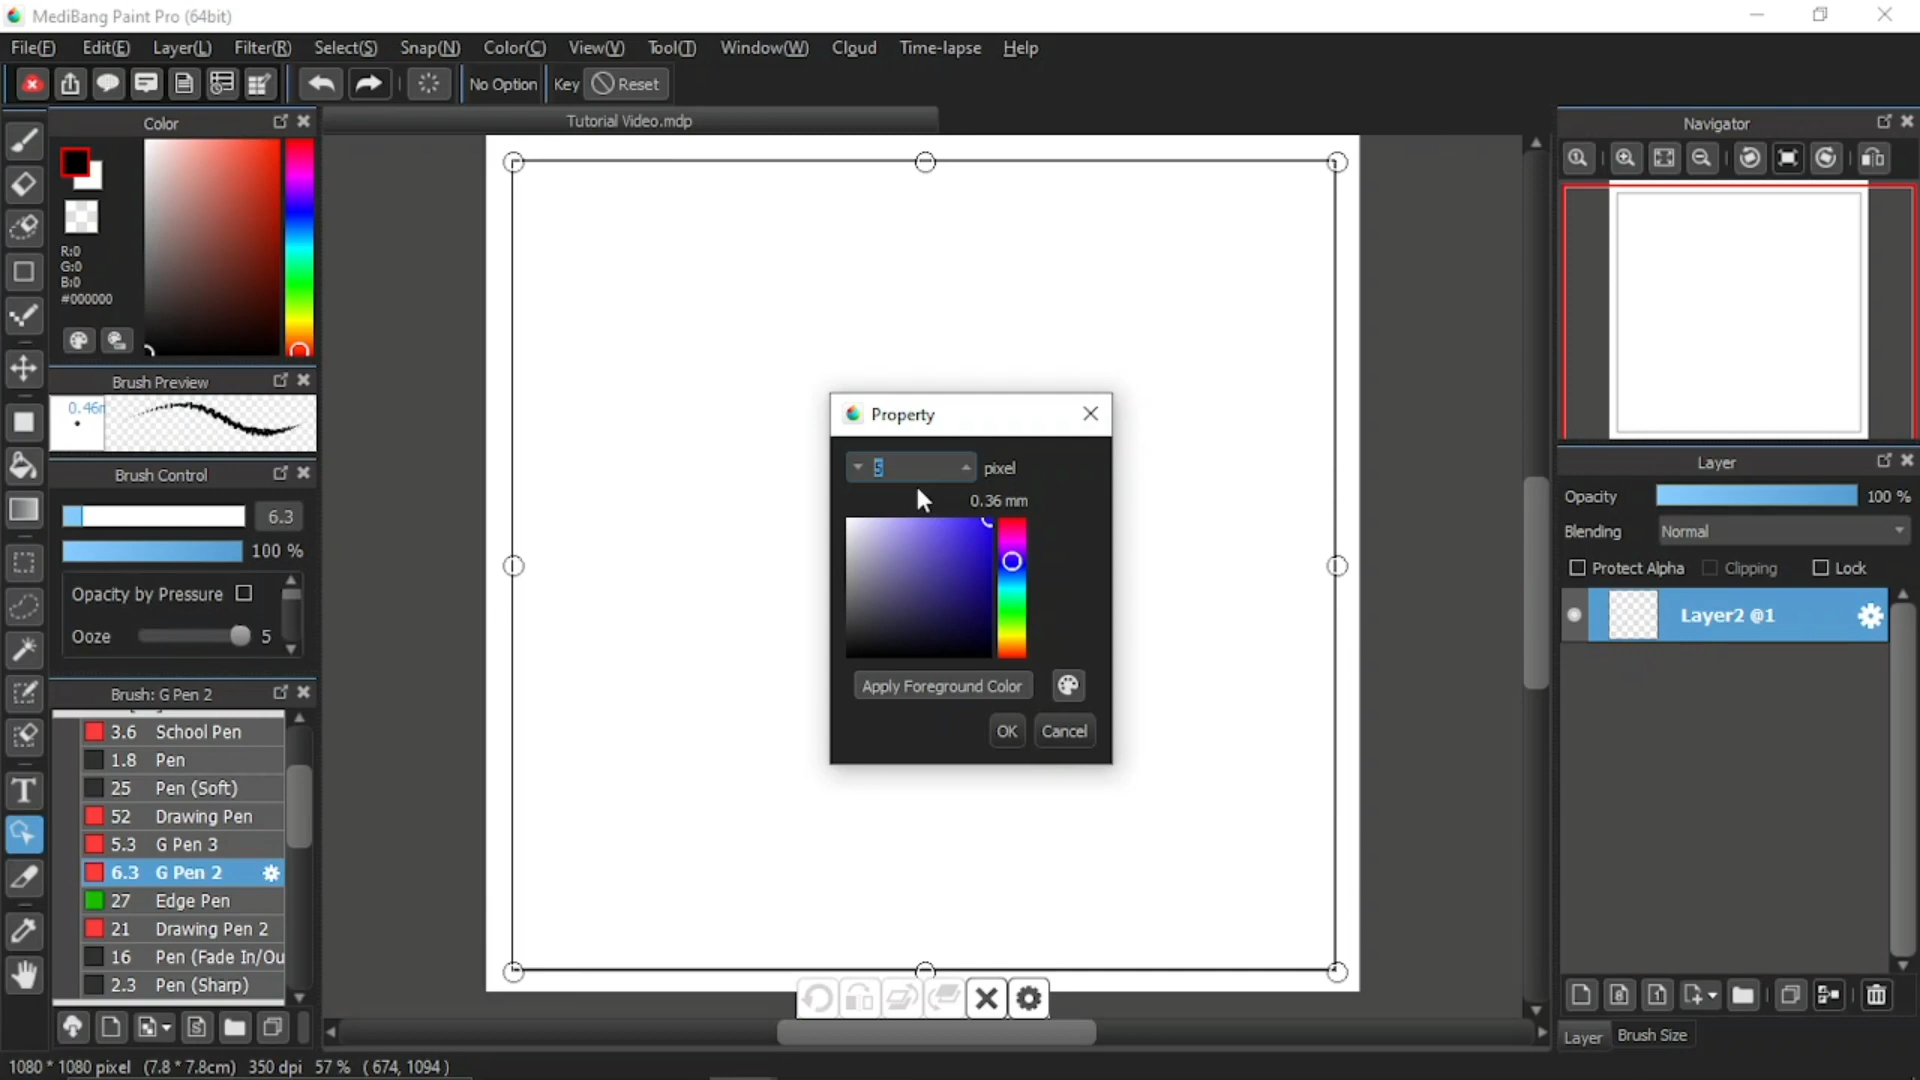 MediBang Paint Pro (64bit)
File(F) Edit(E) Layer(L) Filter(R) Select(S) Snap(N) Color(C) View(V) Tool(T) Window(W) Cloud Time-lapse Help
No Option Key Reset
Color
Tutorial Video.mdp
R:0
G:0
B:0
#000000
Brush Preview
Brush Control
6.3
100 %
Opacity by Pressure
Ooze 5
Brush: G Pen 2
3.6 School Pen
1.8 Pen
25 Pen (Soft)
52 Drawing Pen
5.3 G Pen 3
6.3 G Pen 2
27 Edge Pen
21 Drawing Pen 2
16 Pen (Fade In/Ou
2.3 Pen (Sharp)
Property
5 pixel
0.36 mm
Apply Foreground Color
OK Cancel
Navigator
Layer
Opacity 100 %
Blending Normal
Protect Alpha Clipping Lock
Layer2 @1
Layer Brush Size
1080 * 1080 pixel (7.8 * 7.8cm) 350 dpi 57 % ( 674, 1094 )